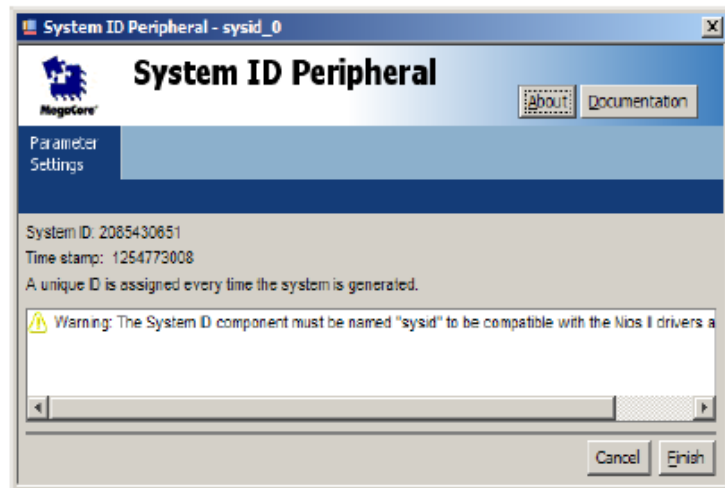 System ID Peripheral - sysid_0
System ID Peripheral
MegaCore'
About
Documentation
Parameter
Settings
System ID: 2085430651
Time stamp: 1254773008
A unique ID is assigned every time the system is generated.
Warning: The System ID component must be named "sysid" to be compatible with the Nios II drivers a
Cancel
Finish